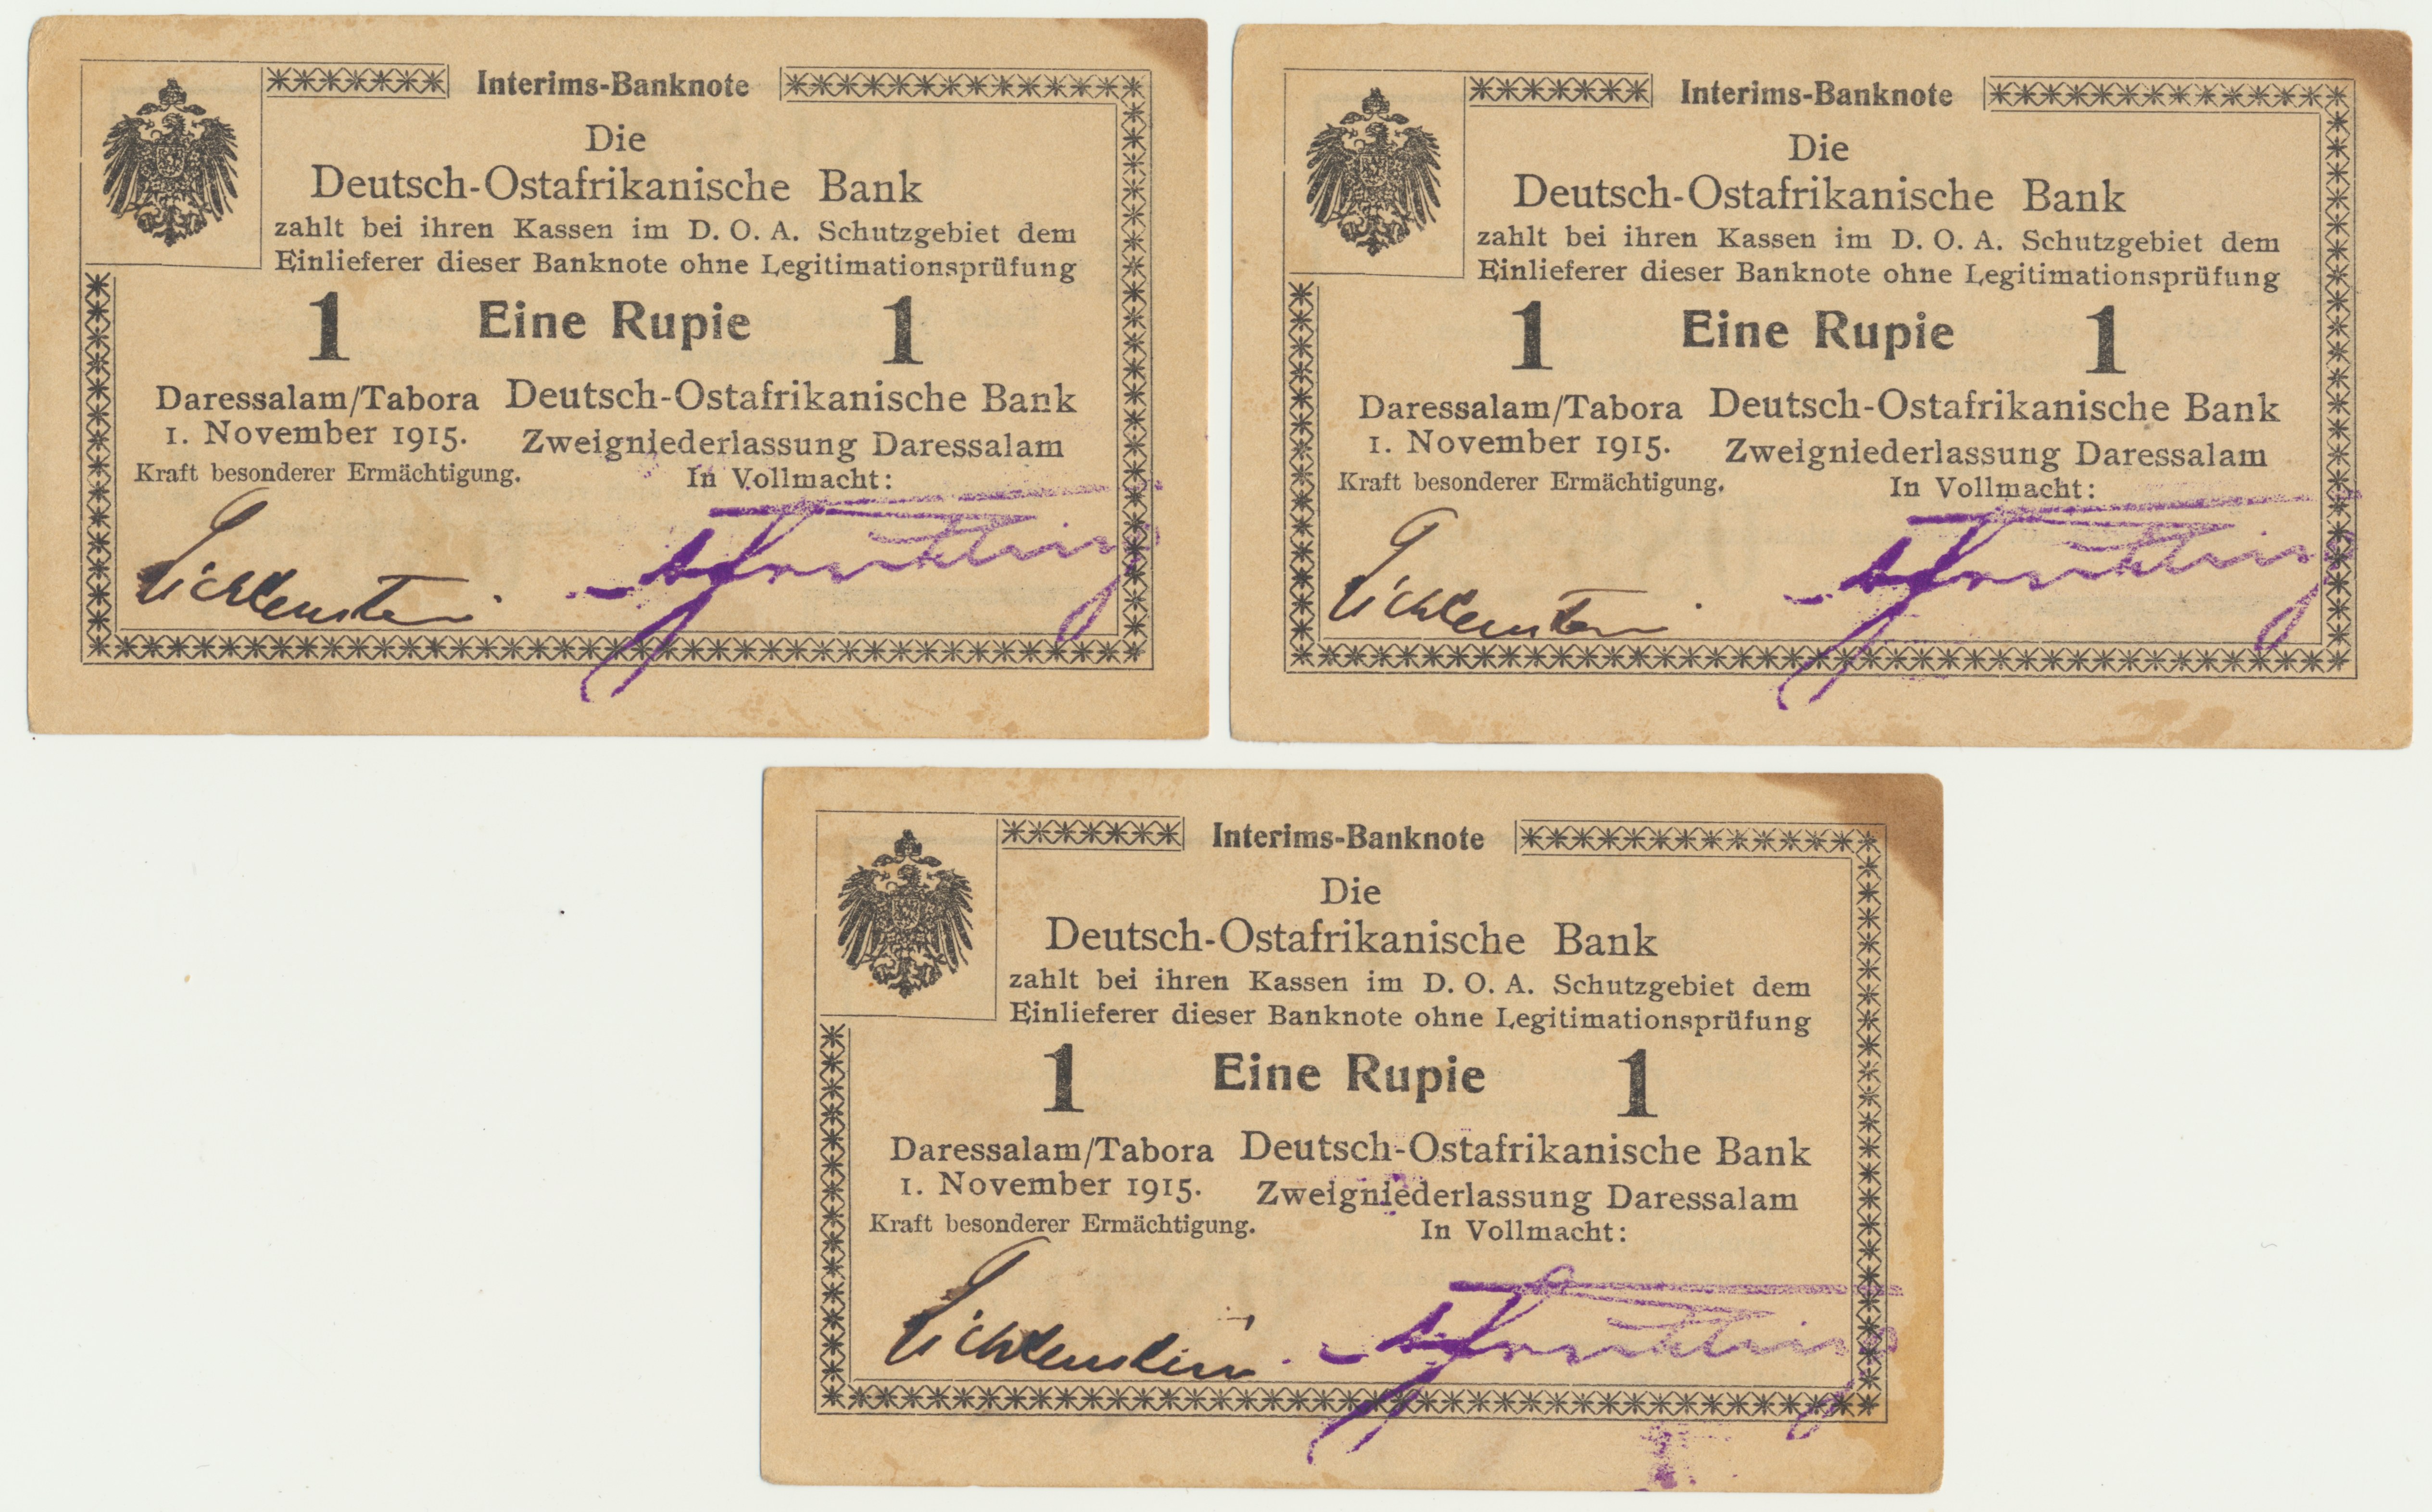 Interims-Banknote
Die
Deutsch-Ostafrikanische Bank
zahlt bei ihren Kassen im D. O. A. Schutzgebiet dem
Einlieferer dieser Banknote ohne Legitimationsprüfung
1 Eine Rupie 1
Daressalam/Tabora Deutsch-Ostafrikanische Bank
1. November 1915. Zweigniederlassung Daressalam
Kraft besonderer Ermächtigung. In Vollmacht:
Lichtenstein
Interims-Banknote
Die
Deutsch-Ostafrikanische Bank
zahlt bei ihren Kassen im D. O. A. Schutzgebiet dem
Einlieferer dieser Banknote ohne Legitimationsprüfung
1 Eine Rupie 1
Daressalam/Tabora Deutsch-Ostafrikanische Bank
1. November 1915. Zweigniederlassung Daressalam
Kraft besonderer Ermächtigung. In Vollmacht:
Lichtenstein
Interims-Banknote
Die
Deutsch-Ostafrikanische Bank
zahlt bei ihren Kassen im D. O. A. Schutzgebiet dem
Einlieferer dieser Banknote ohne Legitimationsprüfung
1 Eine Rupie 1
Daressalam/Tabora Deutsch-Ostafrikanische Bank
1. November 1915. Zweigniederlassung Daressalam
Kraft besonderer Ermächtigung. In Vollmacht:
Lichtenstein